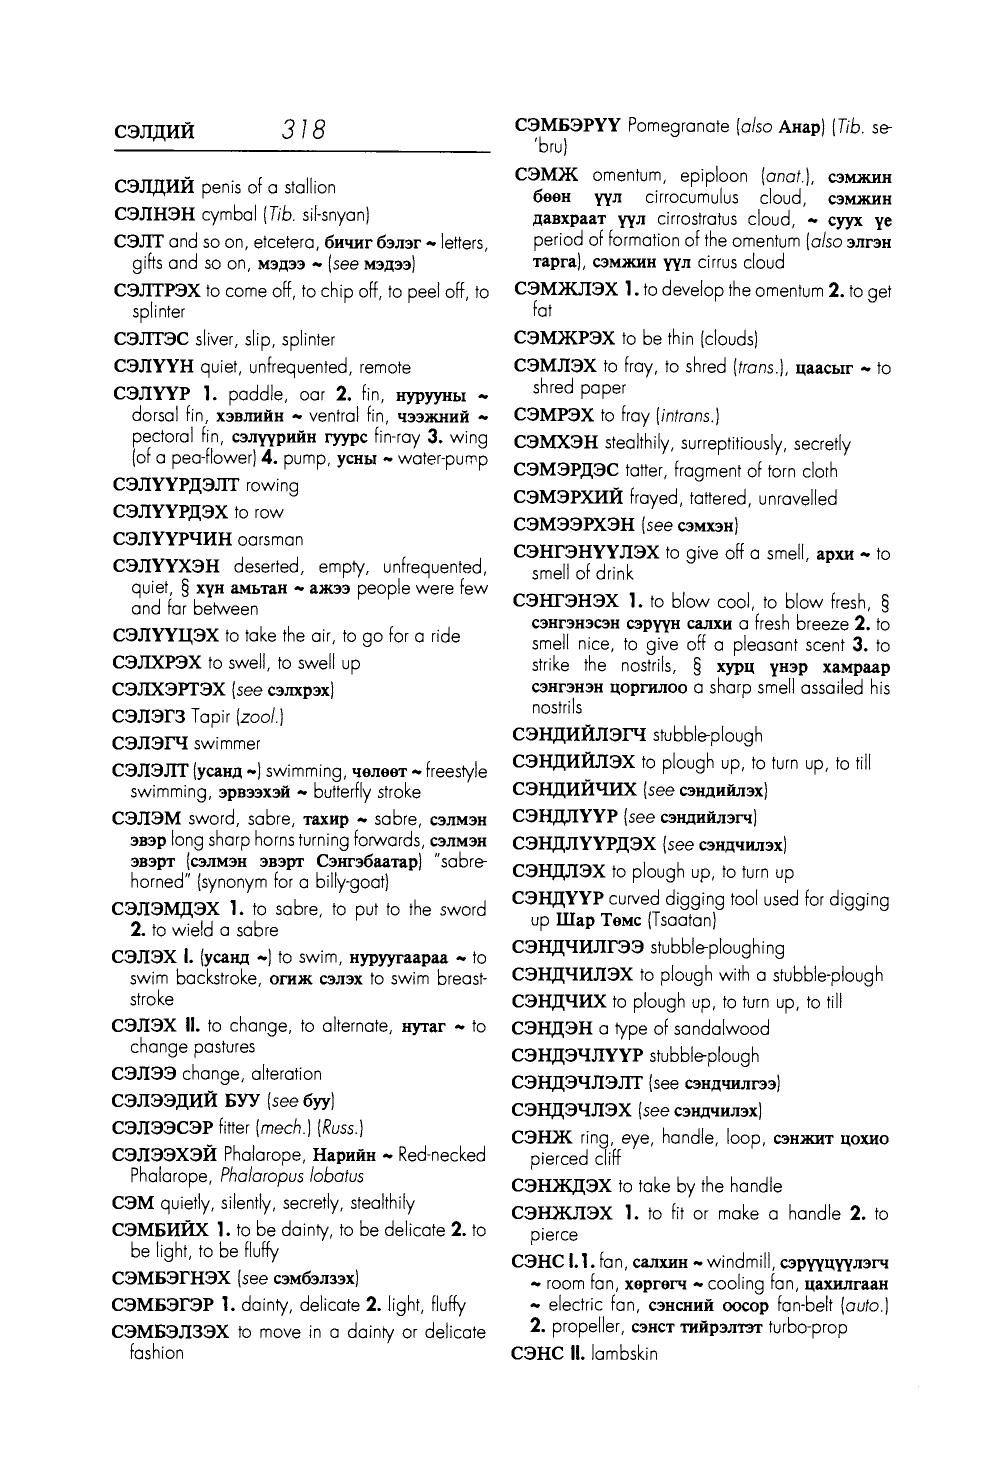 СЭЛДИЙ 318
СЭЛДИЙ penis of a stallion
СЭЛНЭН cymbal (Tib. sil-snyan)
СЭЛТ and so on, etcetera, бичиг бэлэг ~ letters,
gifts and so on, мэдээ ~ (see мэдээ)
СЭЛТРЭХ to come off, to chip off, to peel off, to
splinter
СЭЛТЭС sliver, slip, splinter
СЭЛҮҮН quiet, unfrequented, remote
СЭЛҮҮР 1. paddle, oar 2. fin, нурууны ~
dorsal fin, хэвлийн ~ ventral fin, чээжний ~
pectoral fin, сэлүүрийн гуурс fin-ray 3. wing
(of a pea-flower) 4. pump, усны ~ water-pump
СЭЛҮҮРДЭЛТ rowing
СЭЛҮҮРДЭХ to row
СЭЛҮҮРЧИН oarsman
СЭЛҮҮХЭН deserted, empty, unfrequented,
quiet, § хүн амьтан ~ ажээ people were few
and far between
СЭЛҮҮЦЭХ to take the air, to go for a ride
СЭЛХРЭХ to swell, to swell up
СЭЛХЭРТЭХ (see сэлхрэх)
СЭЛЭГЗ Tapir (zool.)
СЭЛЭГЧ swimmer
СЭЛЭЛТ (усанд ~) swimming, чөлөөт ~ freestyle
swimming, эрвээхэй ~ butterfly stroke
СЭЛЭМ sword, sabre, тахир ~ sabre, сэлмэн
эвэр long sharp horns turning forwards, сэлмэн
эвэрт (сэлмэн эвэрт Сэнгэбаатар) "sabre-
horned" (synonym for a billy-goat)
СЭЛЭМДЭХ 1. to sabre, to put to the sword
2. to wield a sabre
СЭЛЭХ I. (усанд ~) to swim, нуруугаараа ~ to
swim backstroke, огиж сэлэх to swim breast-
stroke
СЭЛЭХ II. to change, to alternate, нутаг ~ to
change pastures
СЭЛЭЭ change, alteration
СЭЛЭЭДИЙ БУУ (see буу)
СЭЛЭЭСЭР fitter (mech.) (Russ.)
СЭЛЭЭХЭЙ Phalarope, Нарийн ~ Red-necked
Phalarope, Phalaropus lobatus
СЭМ quietly, silently, secretly, stealthily
СЭМБИЙХ 1. to be dainty, to be delicate 2. to
be light, to be fluffy
СЭМБЭГНЭХ (see сэмбэлзэх)
СЭМБЭГЭР 1. dainty, delicate 2. light, fluffy
СЭМБЭЛЗЭХ to move in a dainty or delicate
fashion
СЭМБЭРҮҮ Pomegranate (also Анар) (Tib. se-
'bru)
СЭМЖ omentum, epiploon (anat.), сэмжин
бөөн үүл cirrocumulus cloud, сэмжин
давхраат үүл cirrostratus cloud, ~ суух үе
period of formation of the omentum (also элгэн
тарга), сэмжин үүл cirrus cloud
СЭМЖЛЭХ 1. to develop the omentum 2. to get
fat
СЭМЖРЭХ to be thin (clouds)
СЭМЛЭХ to fray, to shred (trans.), цаасыг ~ to
shred paper
СЭМРЭХ to fray (intrans.)
СЭМХЭН stealthily, surreptitiously, secretly
СЭМЭРДЭС tatter, fragment of torn cloth
СЭМЭРХИЙ frayed, tattered, unravelled
СЭМЭЭРХЭН (see сэмхэн)
СЭНГЭНҮҮЛЭХ to give off a smell, архи ~ to
smell of drink
СЭНГЭНЭХ 1. to blow cool, to blow fresh, §
сэнгэнэсэн сэрүүн салхи a fresh breeze 2. to
smell nice, to give off a pleasant scent 3. to
strike the nostrils, § хурц үнэр хамраар
сэнгэнэн цоргилоо a sharp smell assailed his
nostrils
СЭНДИЙЛЭГЧ stubble-plough
СЭНДИЙЛЭХ to plough up, to turn up, to till
СЭНДИЙЧИХ (see сэндийлэх)
СЭНДЛҮҮР (see сэндийлэгч)
СЭНДЛҮҮРДЭХ (see сэндчилэх)
СЭНДЛЭХ to plough up, to turn up
СЭНДҮҮР curved digging tool used for digging
up Шар Төмс (Tsaatan)
СЭНДЧИЛГЭЭ stubble-ploughing
СЭНДЧИЛЭХ to plough with a stubble-plough
СЭНДЧИХ to plough up, to turn up, to till
СЭНДЭН a type of sandalwood
СЭНДЭЧЛҮҮР stubble-plough
СЭНДЭЧЛЭЛТ (see сэндчилгээ)
СЭНДЭЧЛЭХ (see сэндчилэх)
СЭНЖ ring, eye, handle, loop, сэнжит цохио
pierced cliff
СЭНЖДЭХ to take by the handle
СЭНЖЛЭХ 1. to fit or make a handle 2. to
pierce
СЭНС I.1. fan, салхин ~ windmill, сэрүүцүүлэгч
~ room fan, хөргөгч ~ cooling fan, цахилгаан
~ electric fan, сэнсний оосор fan-belt (auto.)
2. propeller, сэнст тийрэлтэт turbo-prop
СЭНС II. lambskin